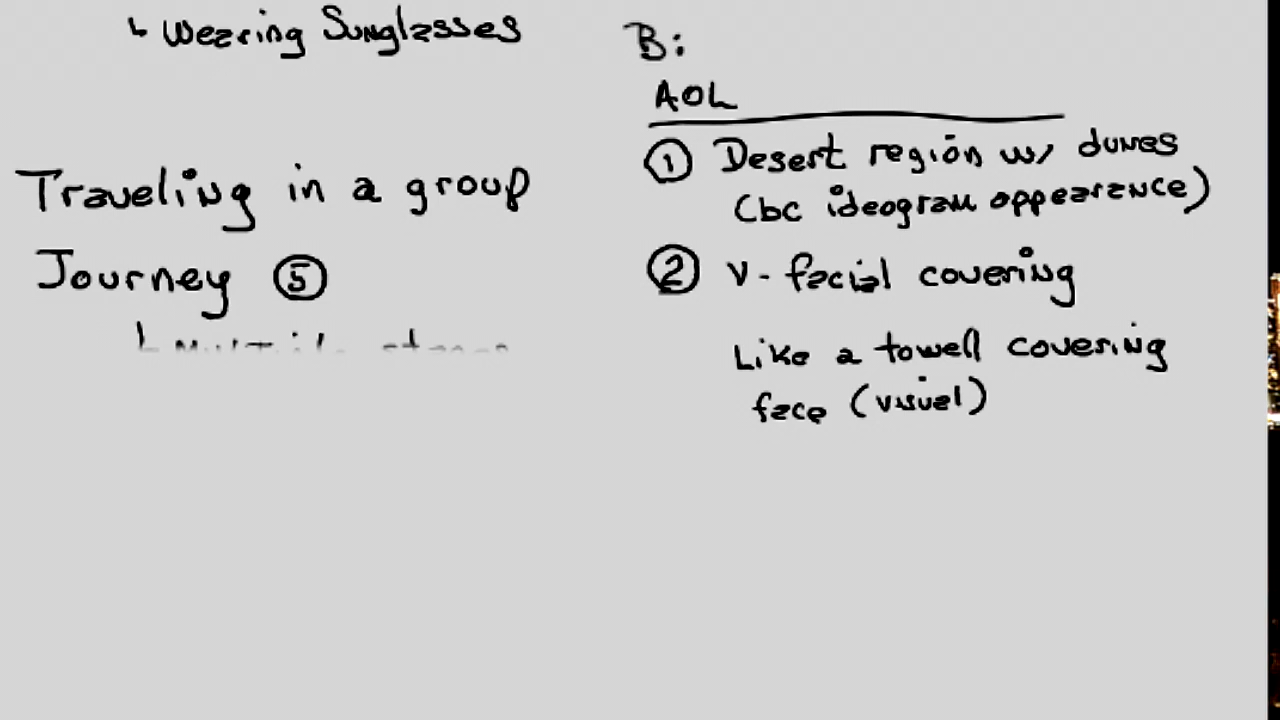 ↳ Wearing Sunglasses
Traveling in a group
Journey ⑤
B:
AOL
① Desert region w/ dunes
(bc ideogram appearance)
② V - facial covering
Like a towell covering
face (visual)